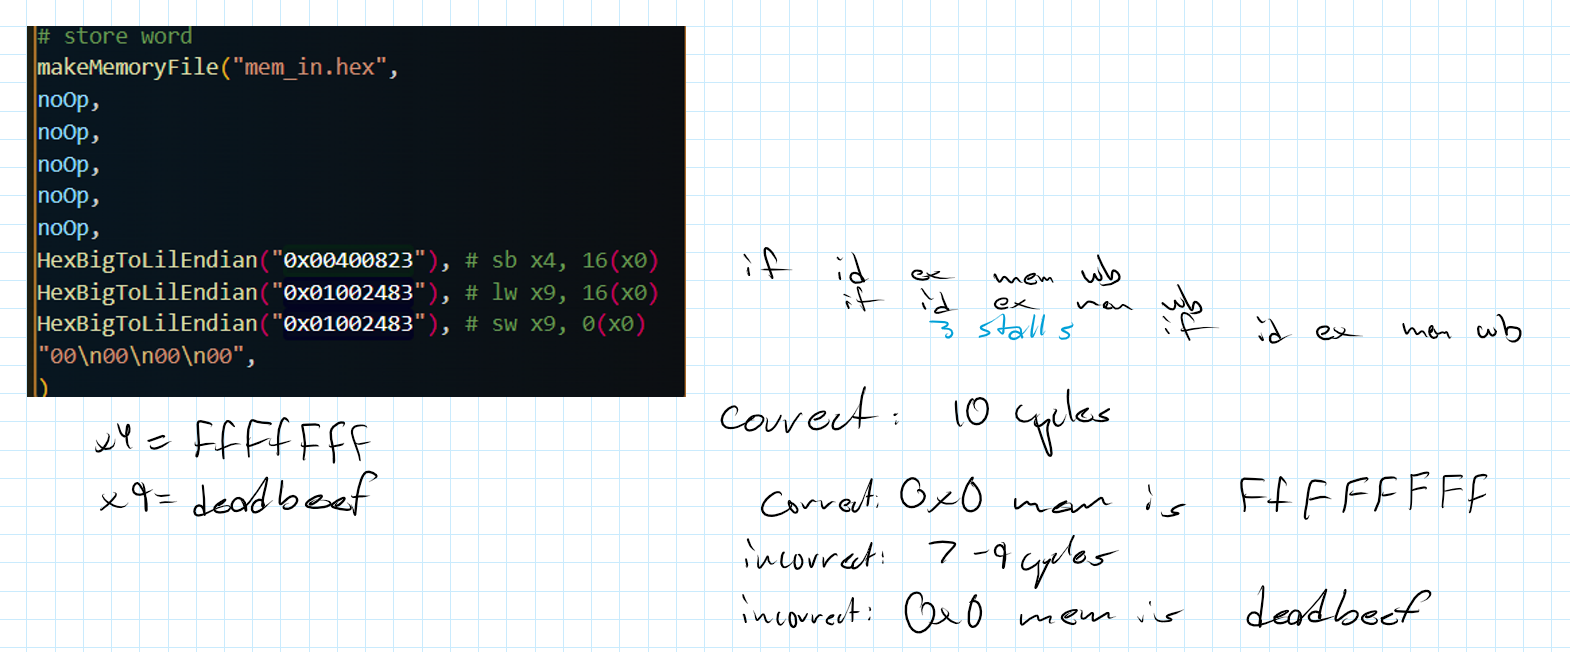 # store word
makeMemoryFile("mem_in.hex",
noOp,
noOp,
noOp,
noOp,
noOp,
HexBigToLilEndian("0x00400823"), # sb x4, 16(x0)
HexBigToLilEndian("0x01002483"), # lw x9, 16(x0)
HexBigToLilEndian("0x01002483"), # sw x9, 0(x0)
"00\n00\n00\n00",
)
x4 = FfFfFff
x9= deadbeef
if id ex mem wb
if id ex mem wb
3 stalls if id ex mem wb
correct: 10 cycles
correct: 0x0 mem is FfFFFFFF
incorrect: 7-9 cycles
incorrect: 0x0 mem is deadbeef